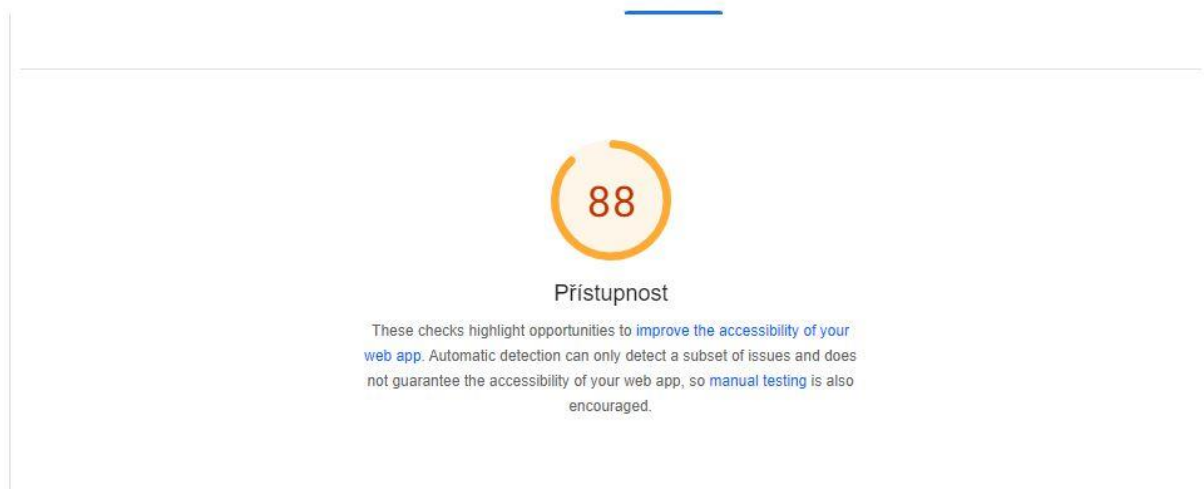 88
Přístupnost
These checks highlight opportunities to improve the accessibility of your
web app. Automatic detection can only detect a subset of issues and does
not guarantee the accessibility of your web app, so manual testing is also
encouraged.